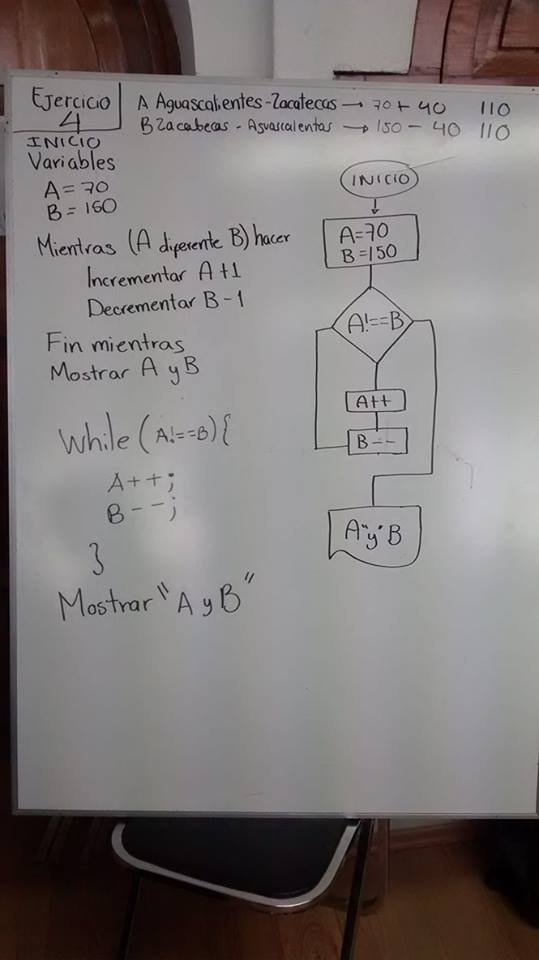 Ejercicio
4
A Aguascalientes-Zacatecas → 70 + 40 110
B Zacatecas - Aguascalientas → 150 - 40 110
INICIO
Variables
A = 70
B = 150
Mientras (A diferente B) hacer
Incrementar A+1
Decrementar B-1
Fin mientras
Mostrar A y B
While (A!==B){
A++;
B--;
}
Mostrar "A y B"
INICIO
A=70
B=150
A!==B
A++
B--
A"y"B